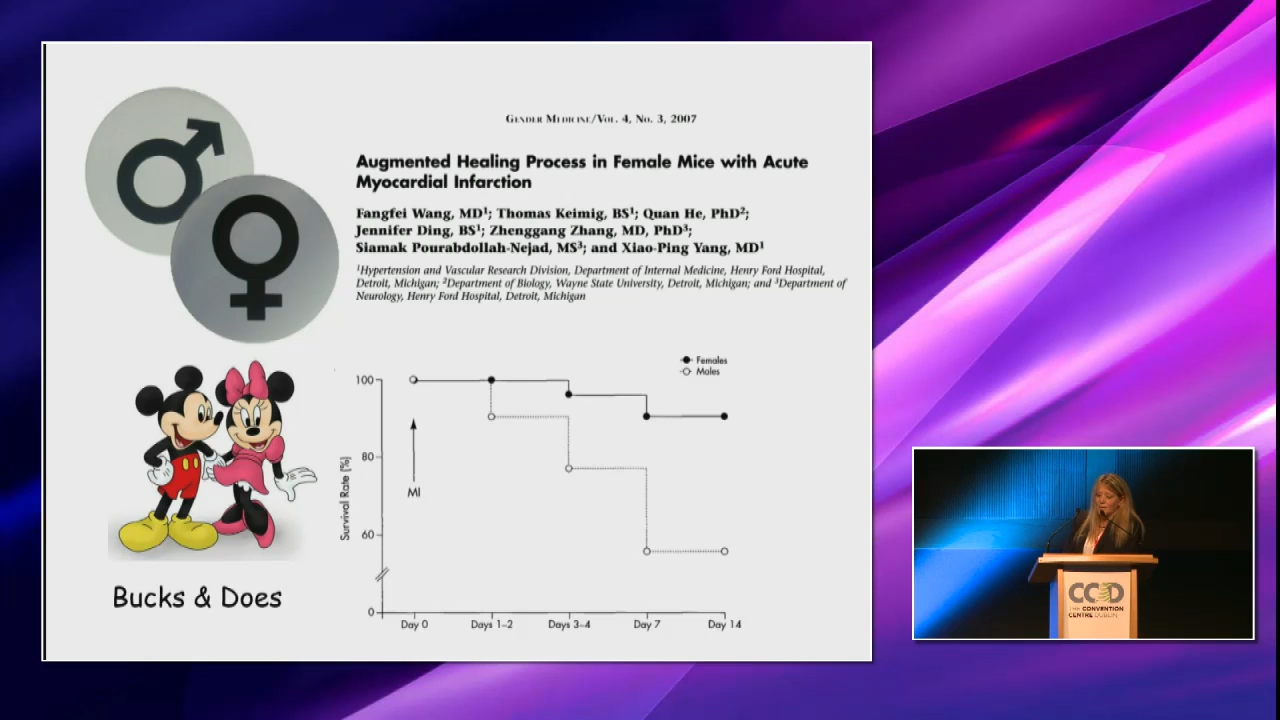 GENDER MEDICINE/VOL. 4, NO. 3, 2007
Augmented Healing Process in Female Mice with Acute
Myocardial Infarction
Fangfei Wang, MD¹; Thomas Keimig, BS¹; Quan He, PhD²;
Jennifer Ding, BS¹; Zhenggang Zhang, MD, PhD³;
Siamak Pourabdollah-Nejad, MS³; and Xiao-Ping Yang, MD¹
¹Hypertension and Vascular Research Division, Department of Internal Medicine, Henry Ford Hospital,
Detroit, Michigan; ²Department of Biology, Wayne State University, Detroit, Michigan; and ³Department of
Neurology, Henry Ford Hospital, Detroit, Michigan
Females
Males
100
80
60
0
Survival Rate (%)
MI
Day 0
Days 1–2
Days 3–4
Day 7
Day 14
Bucks & Does
CCD
THE CONVENTION
CENTRE DUBLIN